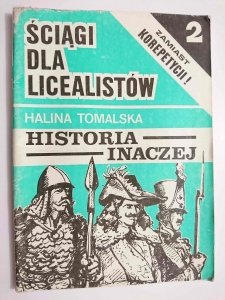 ŚCIĄGI
DLA
LICEALISTÓW
2
ZAMIAST
KOREPETYCJI!
HALINA TOMALSKA
HISTORIA
INACZEJ